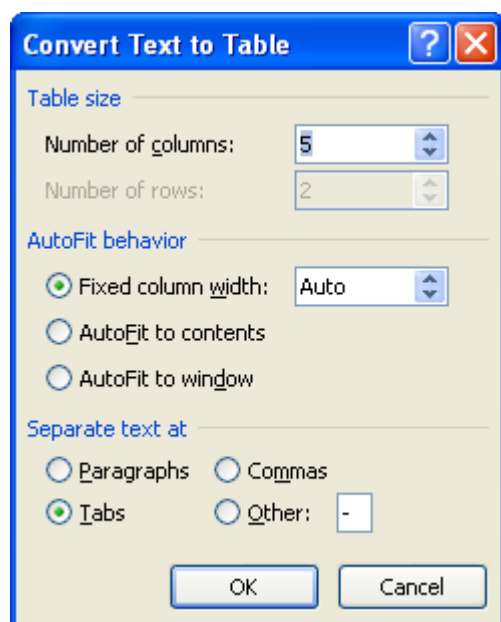 Convert Text to Table ?
Table size
Number of columns: 5
Number of rows: 2
AutoFit behavior
Fixed column width: Auto
AutoFit to contents
AutoFit to window
Separate text at
Paragraphs Commas
Tabs Other: -
OK Cancel